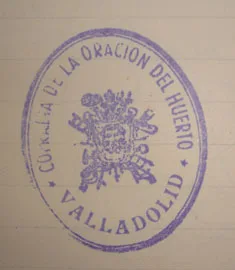 COFRADIA DE LA ORACION DEL HUERTO
VALLADOLID